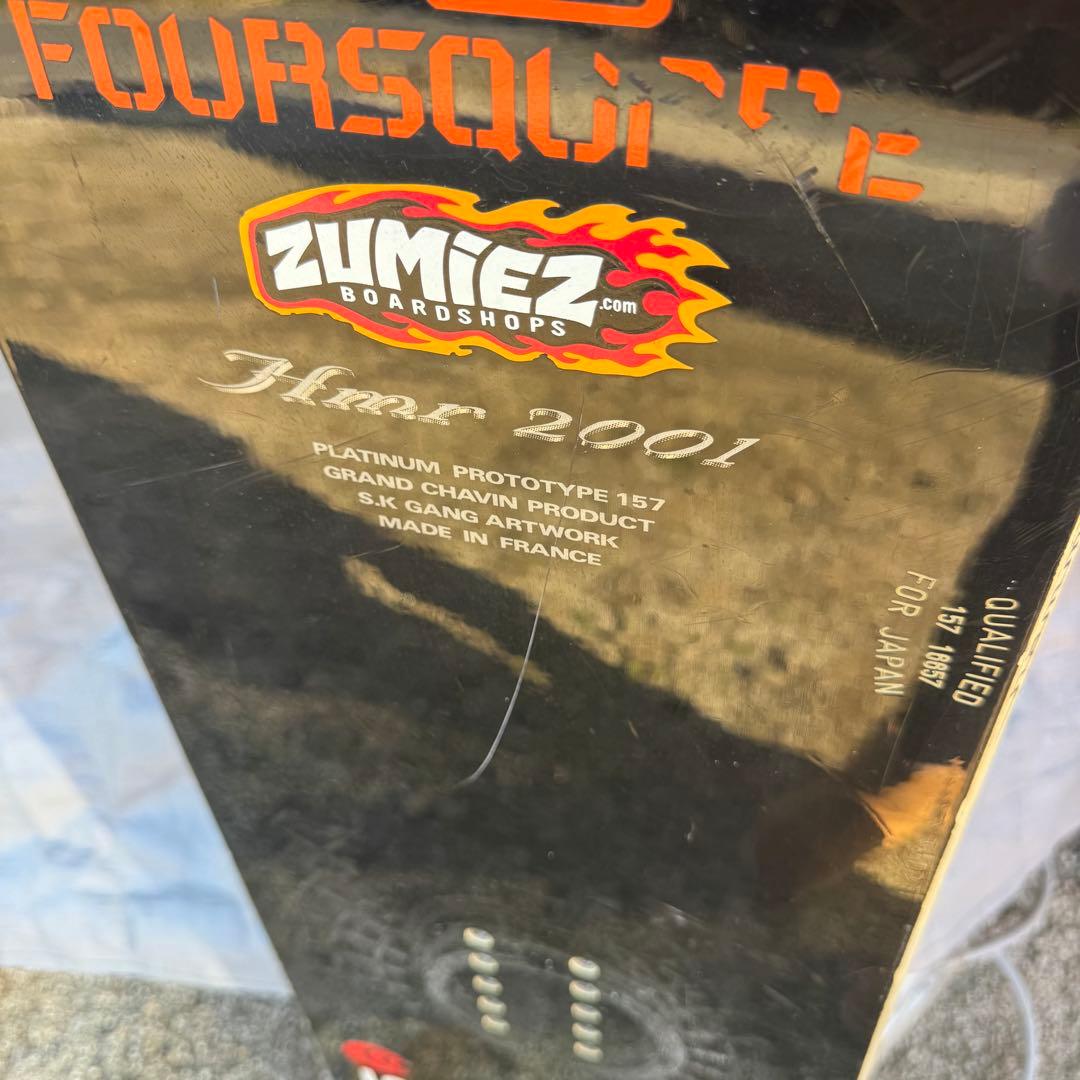 FOURSQU
ZUMiEZ.com
BOARDSHOPS
Hmr 2001
PLATINUM PROTOTYPE 157
GRAND CHAVIN PRODUCT
S.K GANG ARTWORK
MADE IN FRANCE
QUALIFIED
157 18857
FOR JAPAN